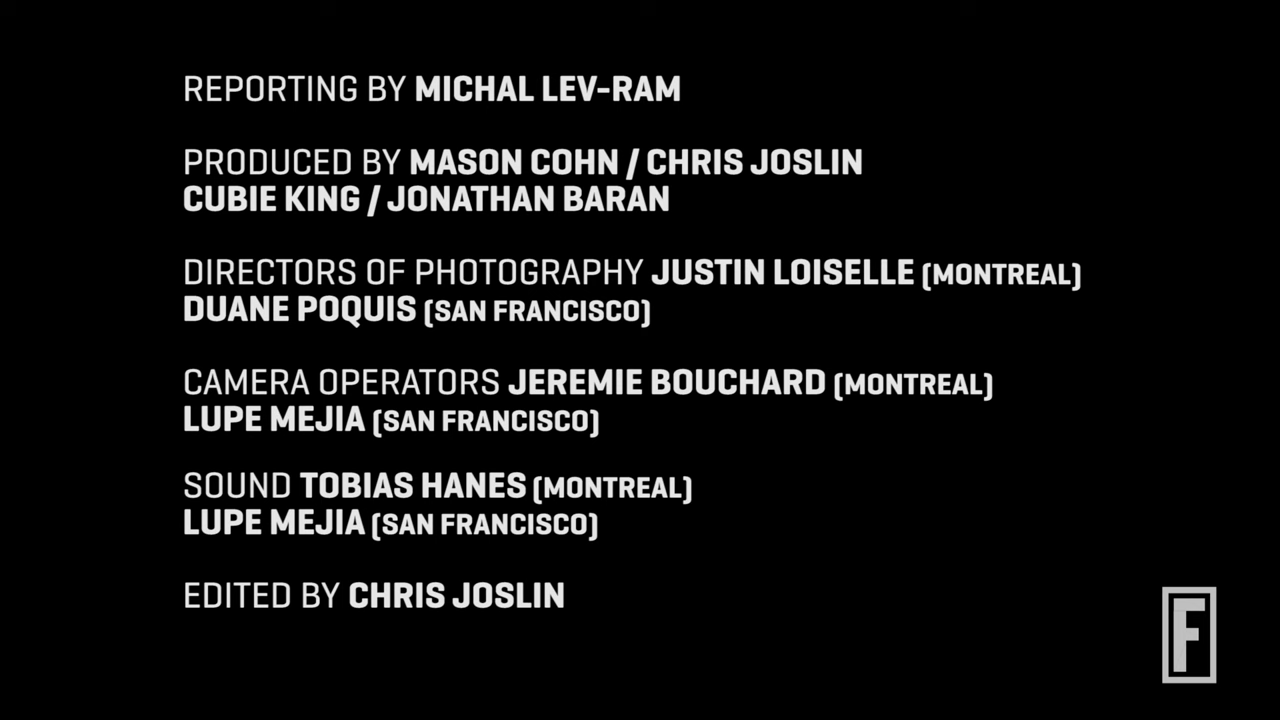 REPORTING BY MICHAL LEV-RAM
PRODUCED BY MASON COHN / CHRIS JOSLIN
CUBIE KING / JONATHAN BARAN
DIRECTORS OF PHOTOGRAPHY JUSTIN LOISELLE (MONTREAL)
DUANE POQUIS (SAN FRANCISCO)
CAMERA OPERATORS JEREMIE BOUCHARD (MONTREAL)
LUPE MEJIA (SAN FRANCISCO)
SOUND TOBIAS HANES (MONTREAL)
LUPE MEJIA (SAN FRANCISCO)
EDITED BY CHRIS JOSLIN
F